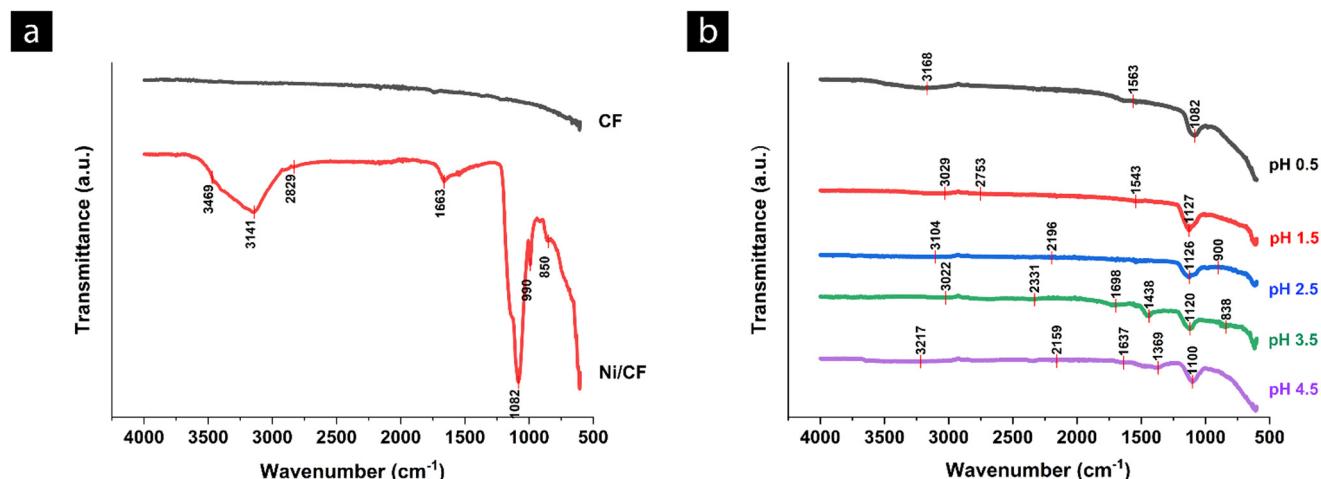 a
Transmittance (a.u.)
CF
3469
3141
2829
1663
1082
990
850
Ni/CF
4000 3500 3000 2500 2000 1500 1000 500
Wavenumber (cm⁻¹)
b
Transmittance (a.u.)
3168
1563
1082
pH 0.5
3029
2753
1543
1127
pH 1.5
3104
2196
1126
900
pH 2.5
3022
2331
1698
1438
1120
838
pH 3.5
3217
2159
1637
1369
1100
pH 4.5
4000 3500 3000 2500 2000 1500 1000 500
Wavenumber (cm⁻¹)